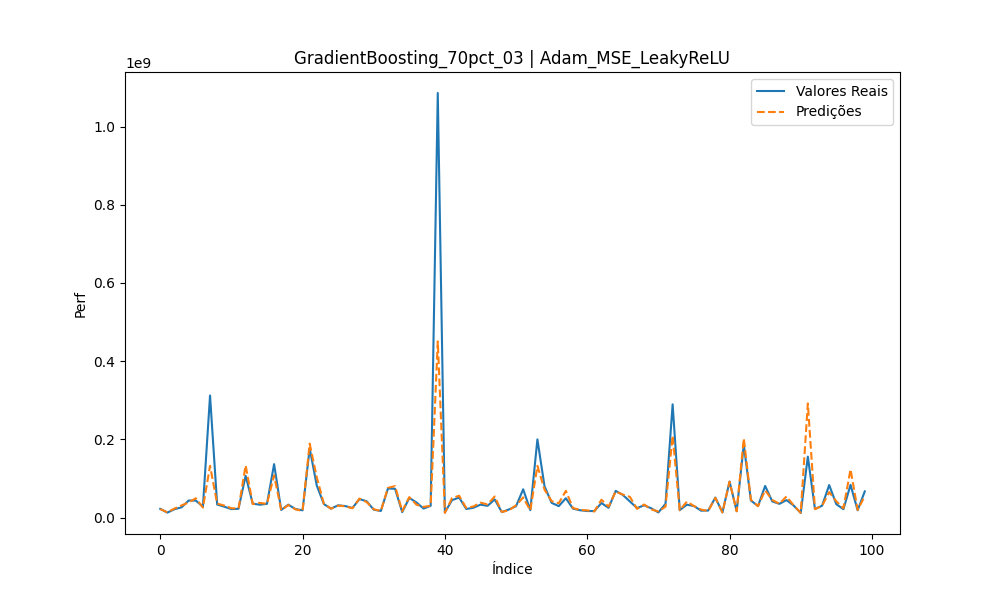 GradientBoosting_70pct_03 | Adam_MSE_LeakyReLU
1e9
Valores Reais
Predições
1.0
0.8
0.6
0.4
0.2
0.0
Perf
0 20 40 60 80 100
Índice